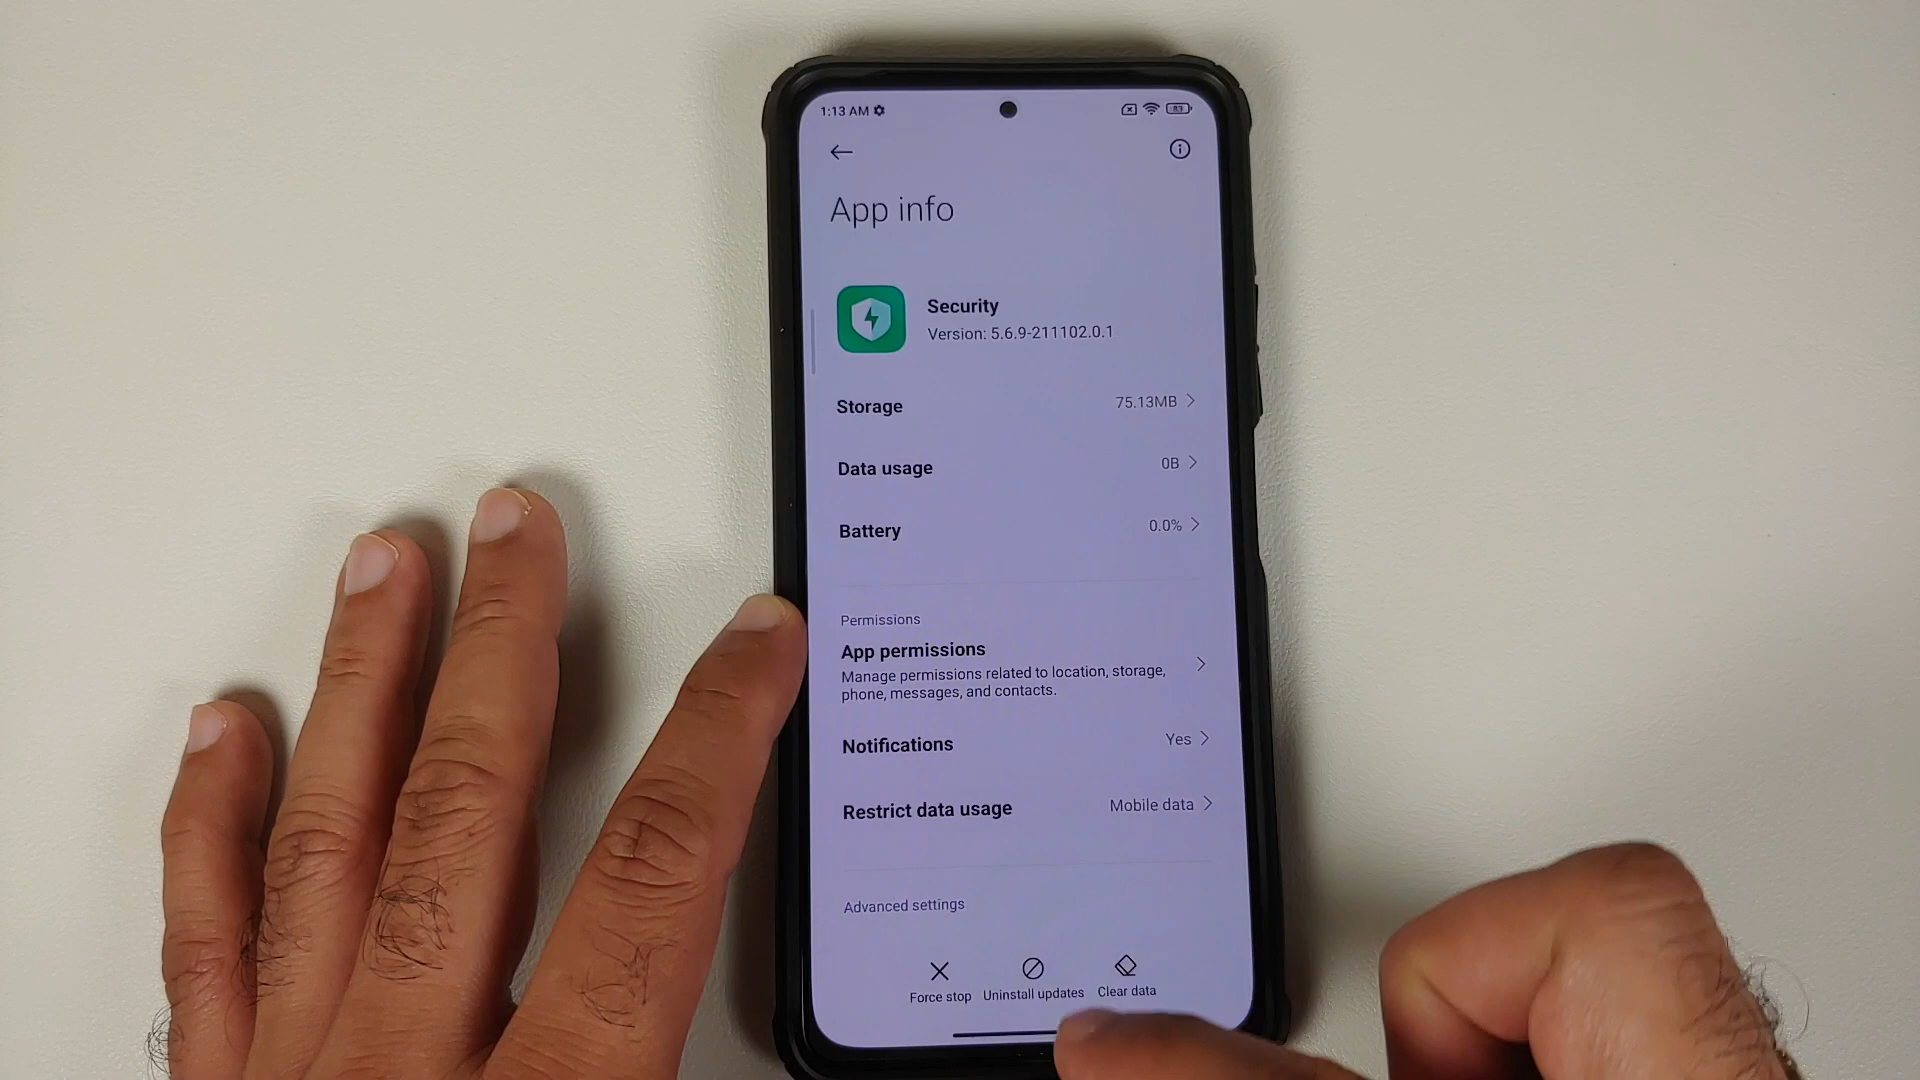 1:13 AM
83
App info
Security
Version: 5.6.9-211102.0.1
Storage 75.13MB
Data usage 0B
Battery 0.0%
Permissions
App permissions
Manage permissions related to location, storage,
phone, messages, and contacts.
Notifications Yes
Restrict data usage Mobile data
Advanced settings
Force stop Uninstall updates Clear data